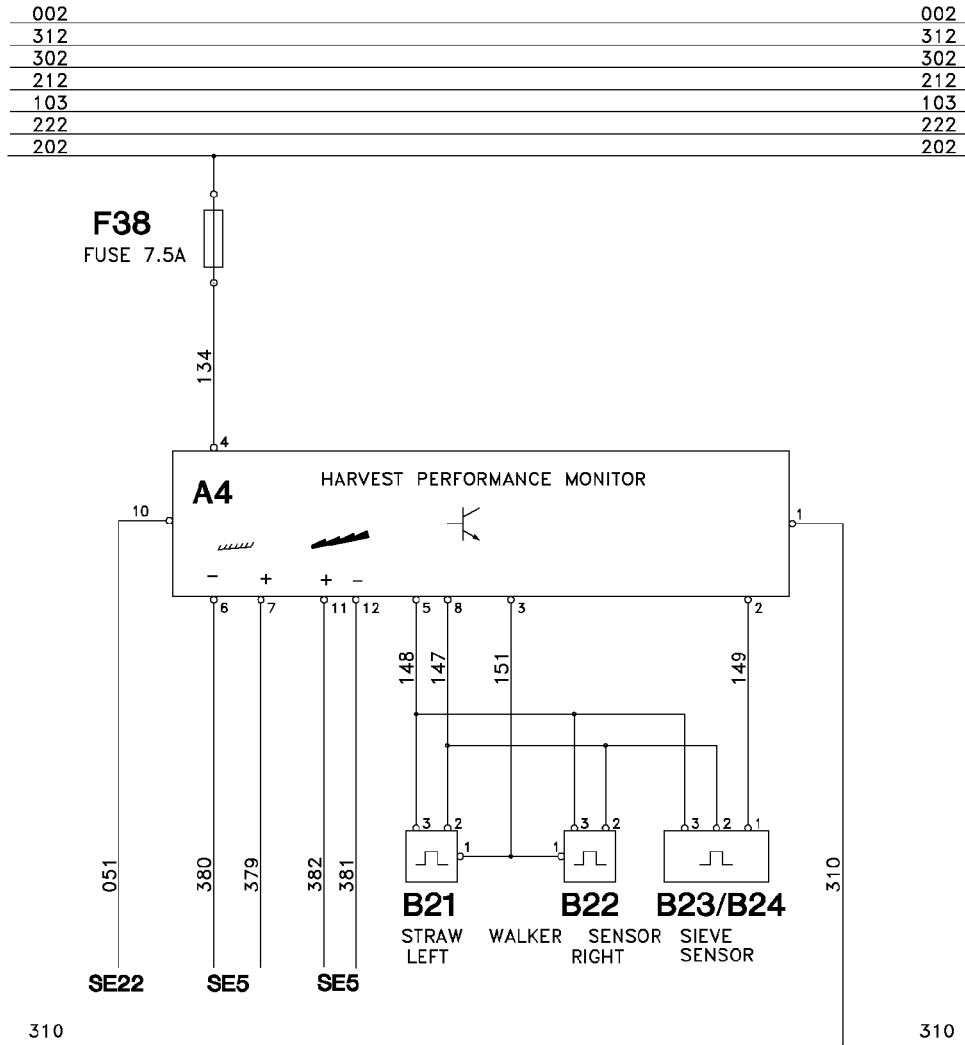 002 002
312 312
302 302
212 212
103 103
222 222
202 202
F38
FUSE 7.5A
134
4
HARVEST PERFORMANCE MONITOR
A4
10
1
- + + -
6 7 11 12 5 8 3 2
148 147 151 149
3 2 3 2 3 2 1
1 1
051 380 379 382 381 310
B21 B22 B23/B24
STRAW WALKER SENSOR SIEVE
LEFT RIGHT SENSOR
SE22 SE5 SE5
310 310